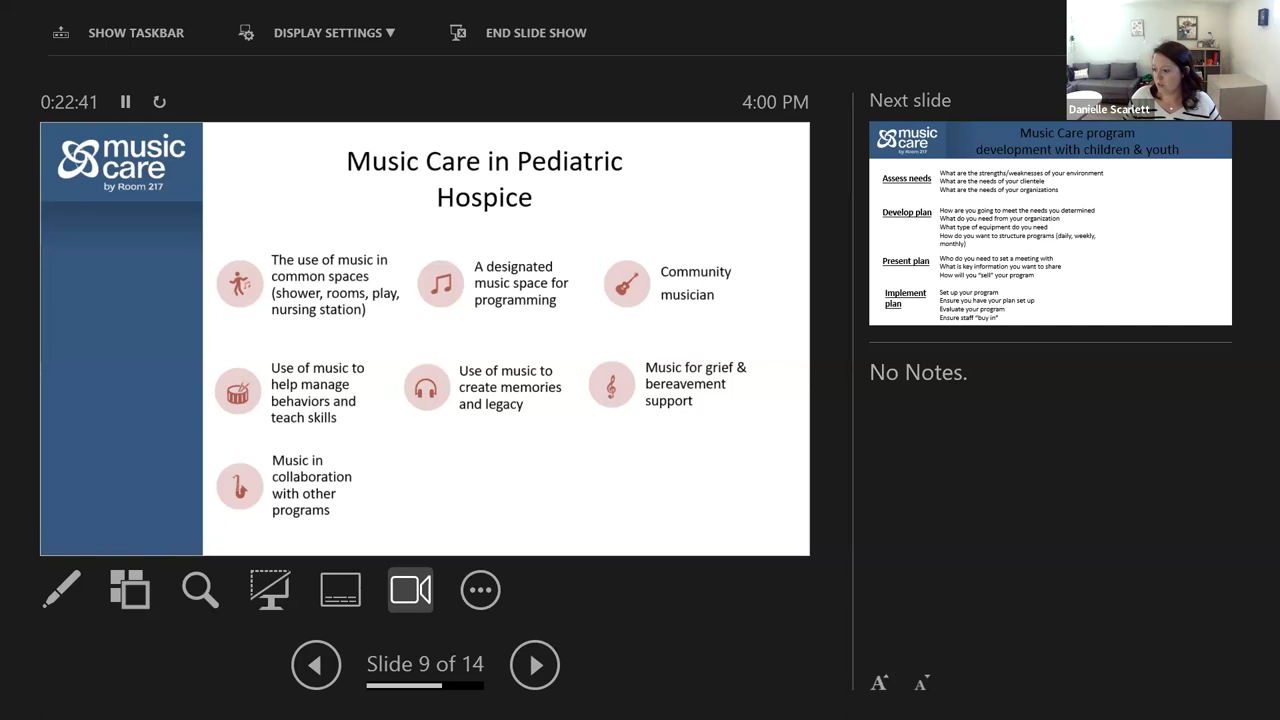 SHOW TASKBAR
DISPLAY SETTINGS ▼
END SLIDE SHOW
Danielle Scarlett
0:22:41
4:00 PM
music
care
by Room 217
Music Care in Pediatric
Hospice
The use of music in
common spaces
(shower, rooms, play,
nursing station)
A designated
music space for
programming
Community
musician
Use of music to
help manage
behaviors and
teach skills
Use of music to
create memories
and legacy
Music for grief &
bereavement
support
Music in
collaboration
with other
programs
Slide 9 of 14
Next slide
music
care
by Room 217
Music Care program
development with children & youth
Assess needs
What are the strengths/weaknesses of your environment
What are the needs of your clientele
What are the needs of your organizations
Develop plan
How are you going to meet the needs you determined
What do you need from your organization
What type of equipment do you need
How do you want to structure programs (daily, weekly,
monthly)
Present plan
Who do you need to set a meeting with
What is key information you want to share
How will you "sell" your program
Implement
plan
Set up your program
Ensure you have your plan set up
Evaluate your program
Ensure staff "buy in"
No Notes.
A A